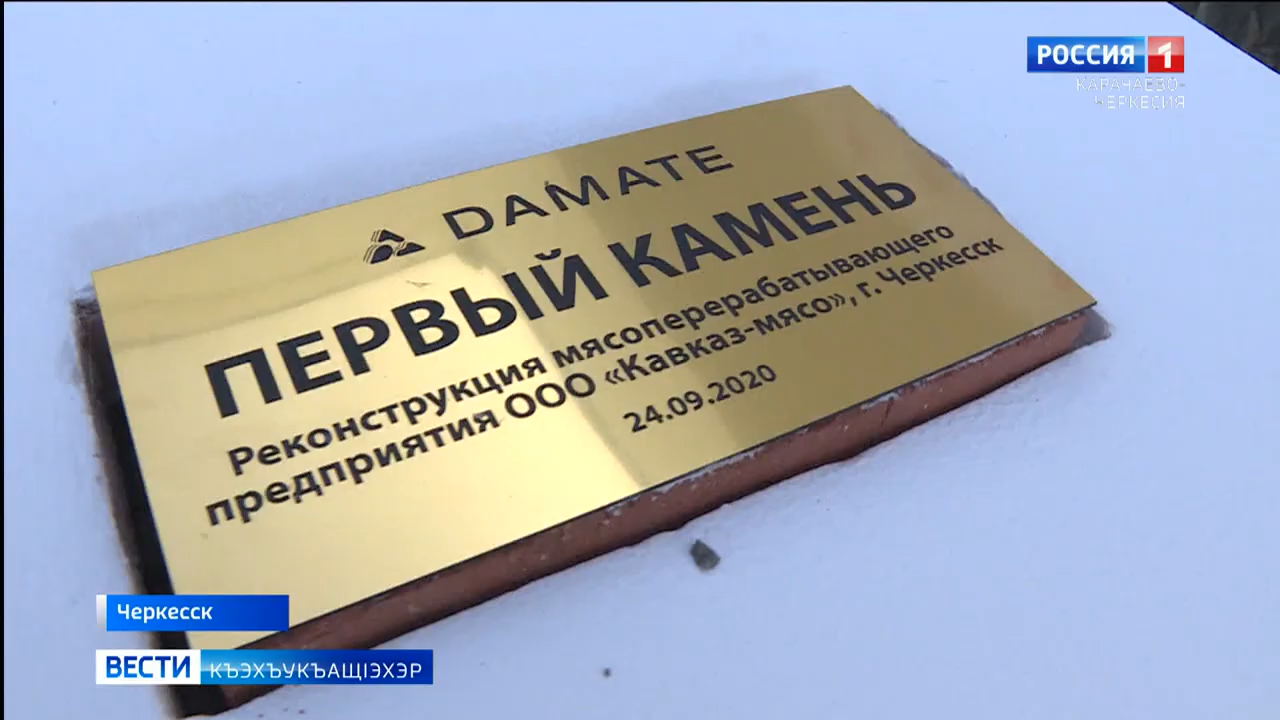 РОССИЯ 1
КАРАЧАЕВО-
ЧЕРКЕСИЯ
DAMATE
ПЕРВЫЙ КАМЕНЬ
Реконструкция мясоперерабатывающего
предприятия ООО «Кавказ-мясо», г. Черкесск
24.09.2020
Черкесск
ВЕСТИ КЪЭХЪУКЪАЩIЭХЭР